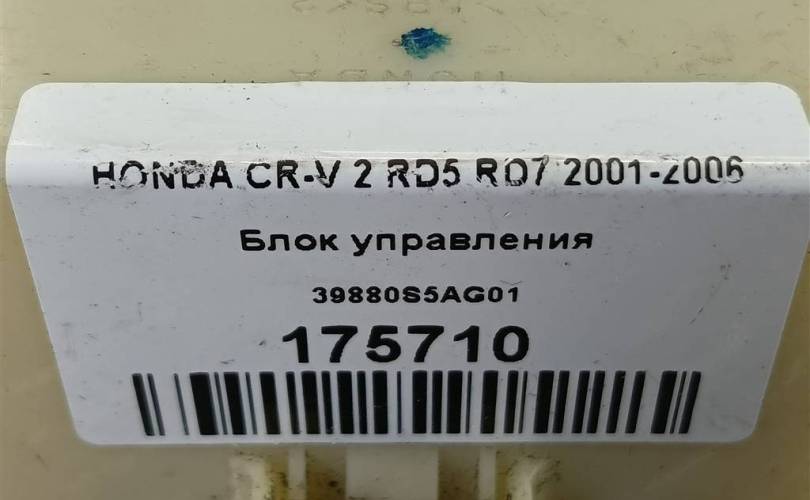 HONDA CR-V 2 RD5 RD7 2001-2006
Блок управления
39880S5AG01
175710